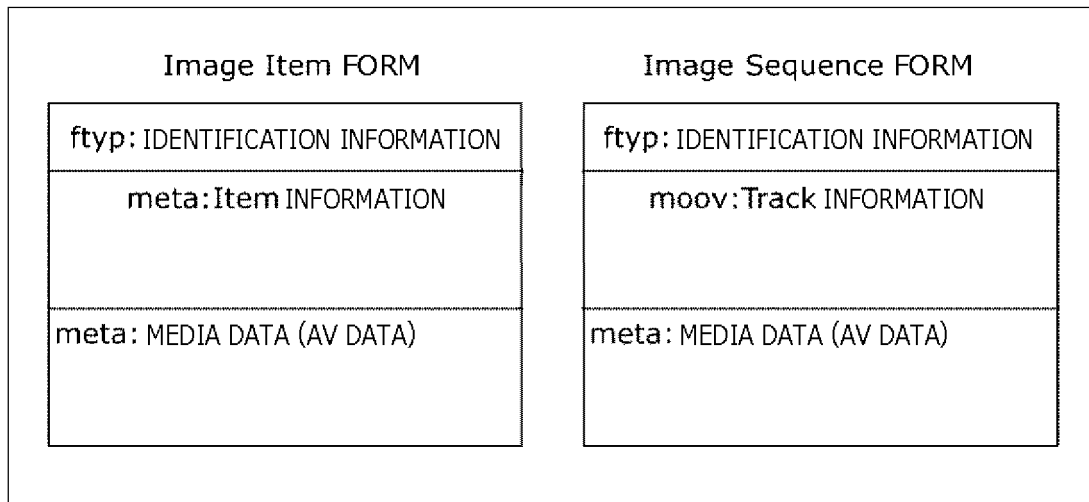 Image Item FORM
ftyp: IDENTIFICATION INFORMATION
meta:Item INFORMATION
meta: MEDIA DATA (AV DATA)
Image Sequence FORM
ftyp: IDENTIFICATION INFORMATION
moov:Track INFORMATION
meta: MEDIA DATA (AV DATA)